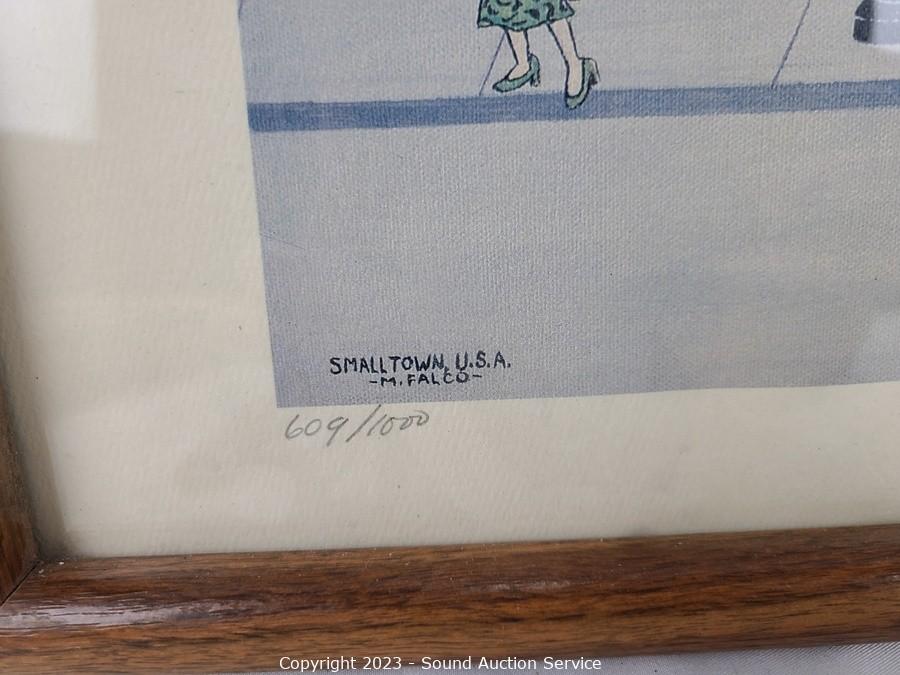 SMALLTOWN, U.S.A.
-M. FALCO-
609/1000
Copyright 2023 - Sound Auction Service